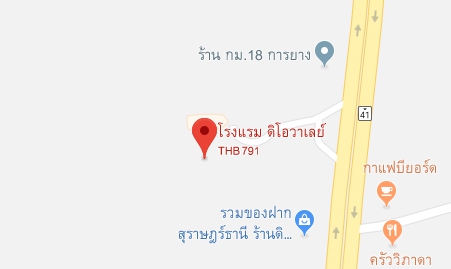 ร้าน กม.18 การยาง
41
โรงแรม ดิโอวาเลย์
THB 791
กาแฟบียอร์ด
รวมของฝาก
สุราษฎร์ธานี ร้านดิ...
ครัววิภาดา